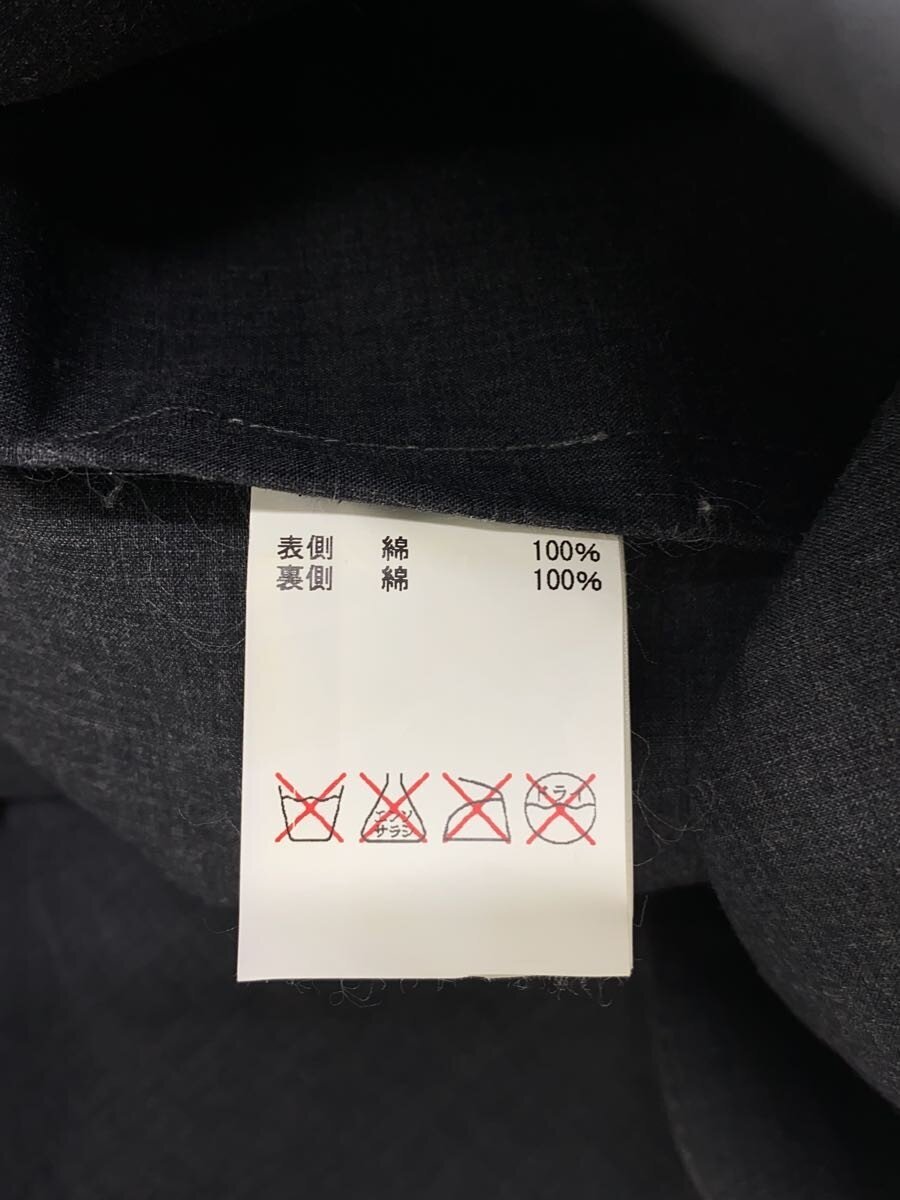 表側 綿 100%
裏側 綿 100%
エンソ
サラシ
ドライ